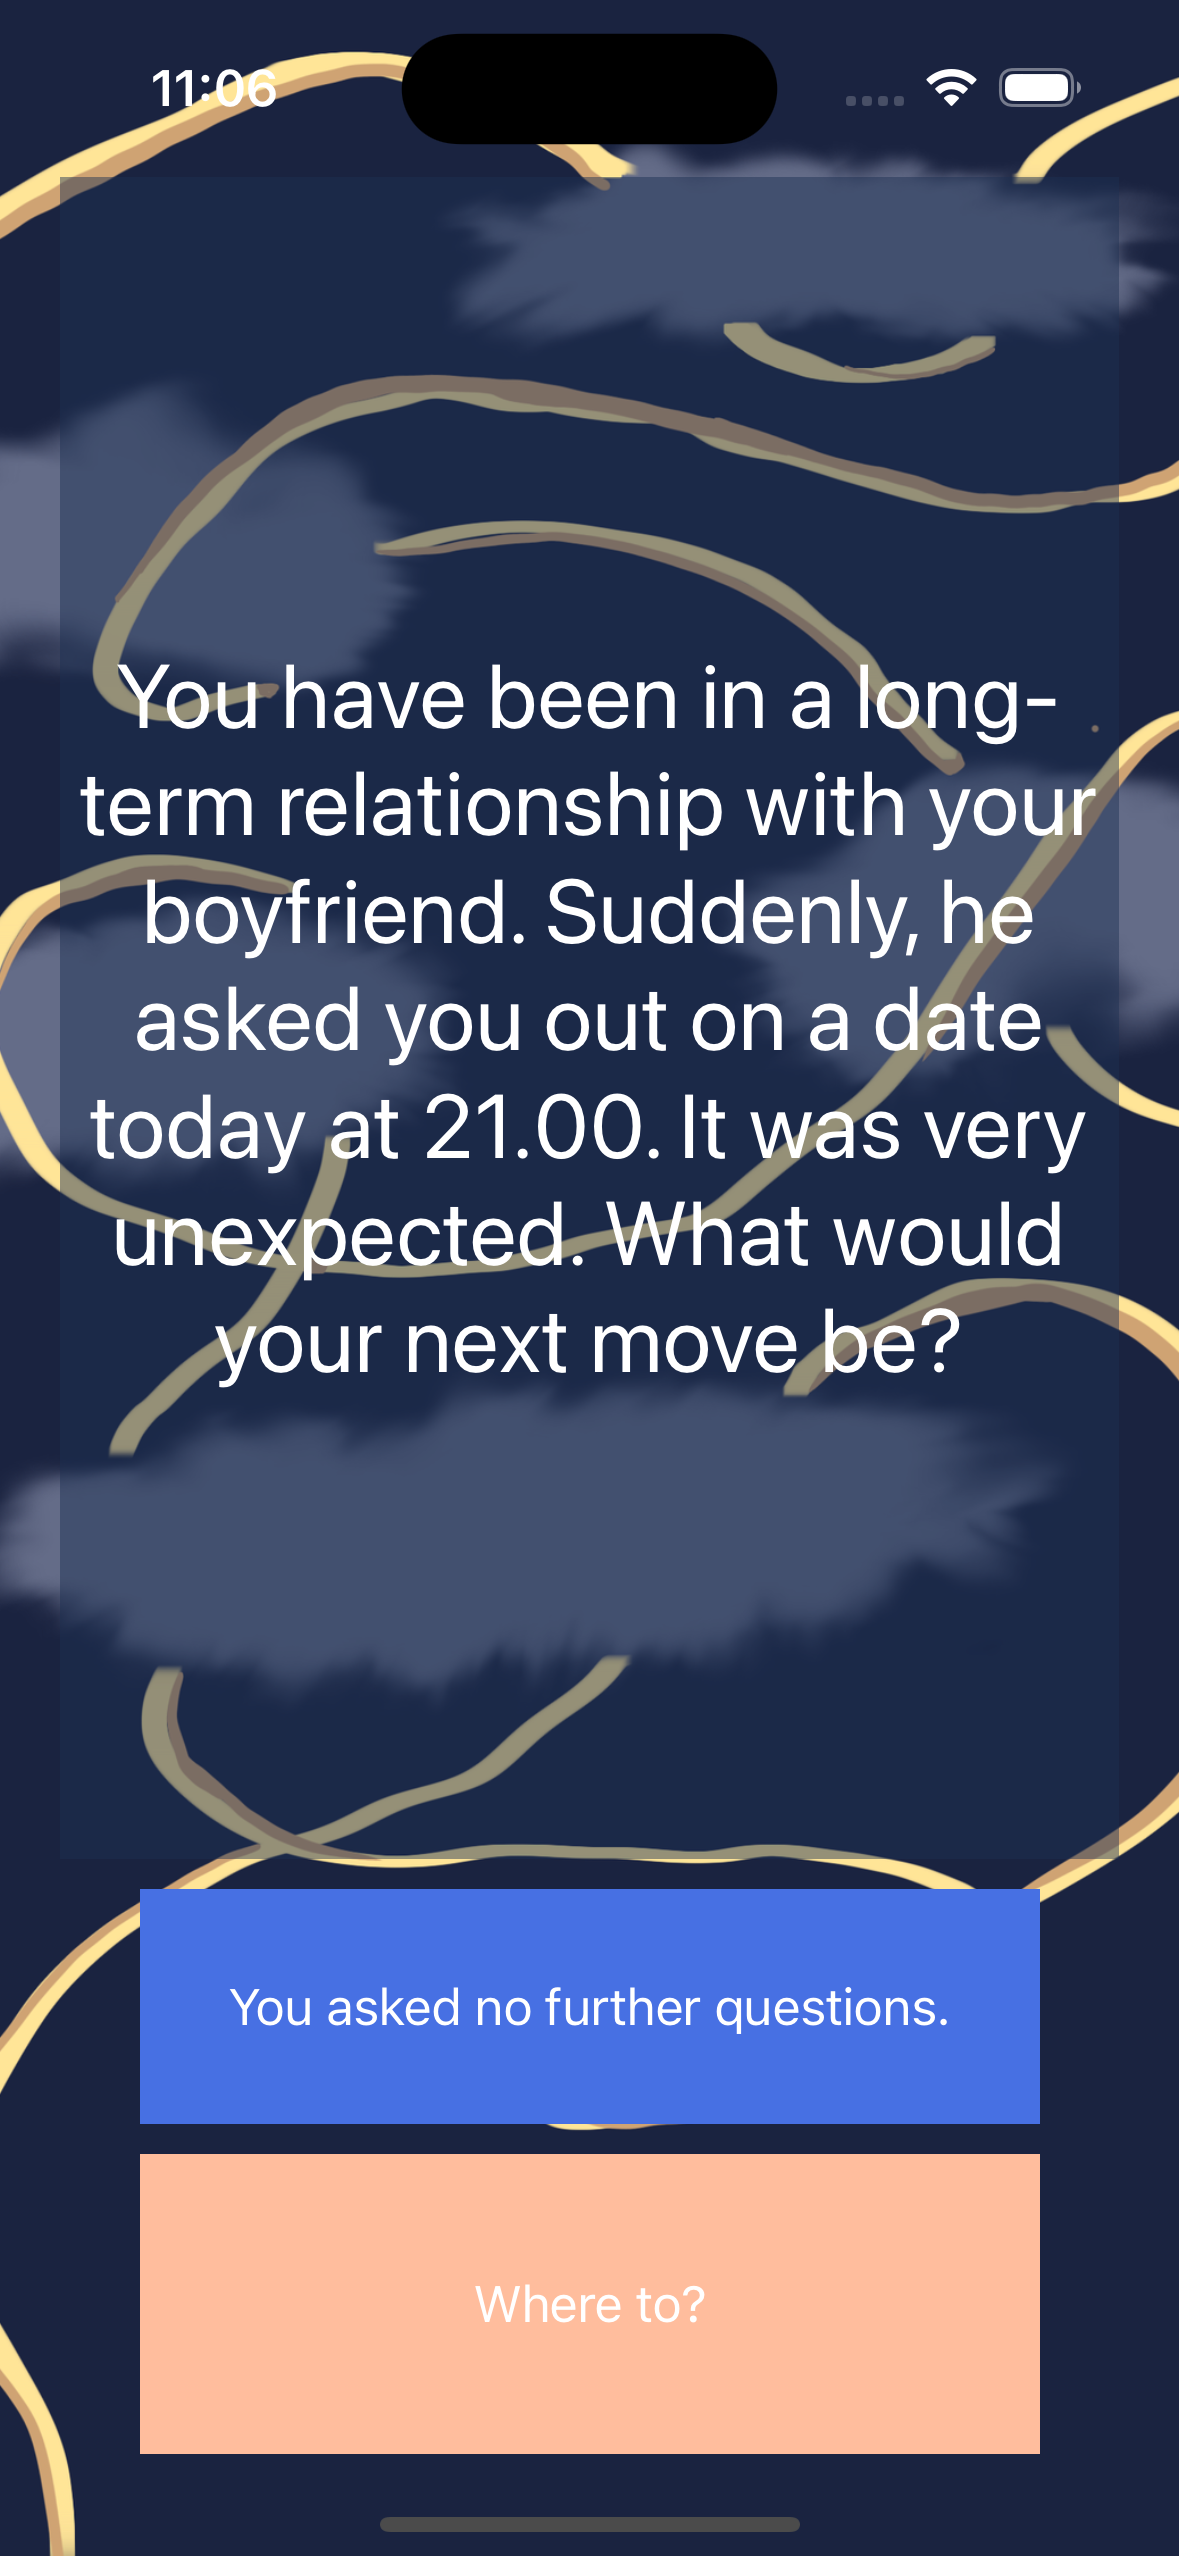 11:06
You have been in a long-
term relationship with your
boyfriend. Suddenly, he
asked you out on a date
today at 21.00. It was very
unexpected. What would
your next move be?
You asked no further questions.
Where to?